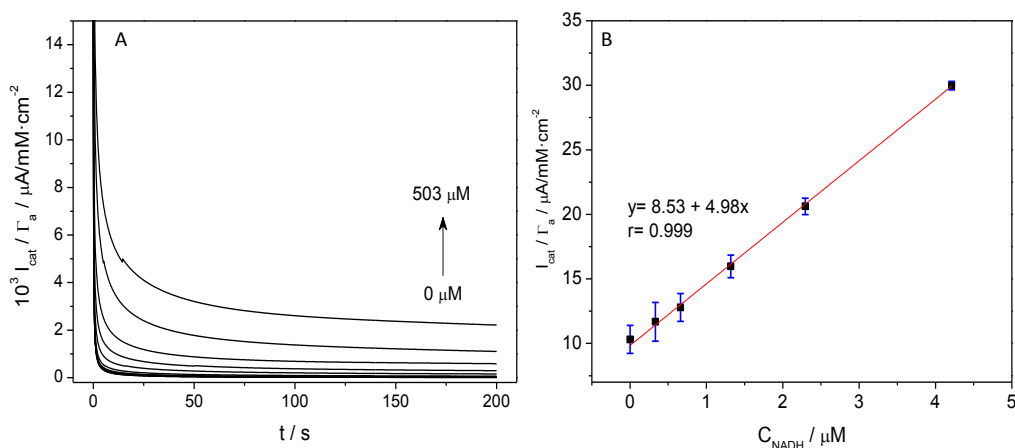 A
10³ I_cat / Γ_a / μA/mM·cm⁻²
14
12
10
8
6
4
2
0
503 μM
0 μM
0
50
100
150
200
t / s
B
I_cat / Γ_a / μA/mM·cm⁻²
35
30
25
20
15
10
y= 8.53 + 4.98x
r= 0.999
0
1
2
3
4
5
C_NADH / μM